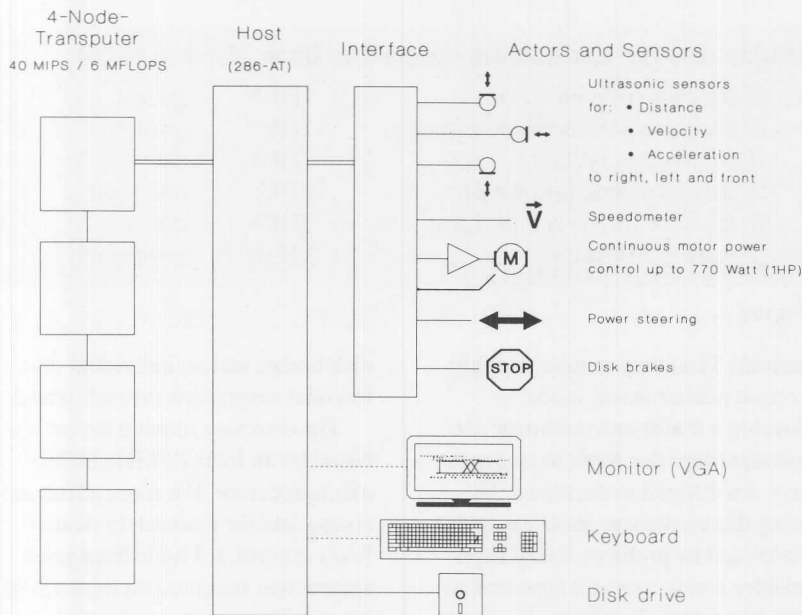 4-Node-
Transputer
40 MIPS / 6 MFLOPS
Host
(286-AT)
Interface
Actors and Sensors
Ultrasonic sensors
for: • Distance
• Velocity
• Acceleration
to right, left and front
V
Speedometer
M
Continuous motor power
control up to 770 Watt (1HP)
Power steering
STOP
Disk brakes
Monitor (VGA)
Keyboard
Disk drive